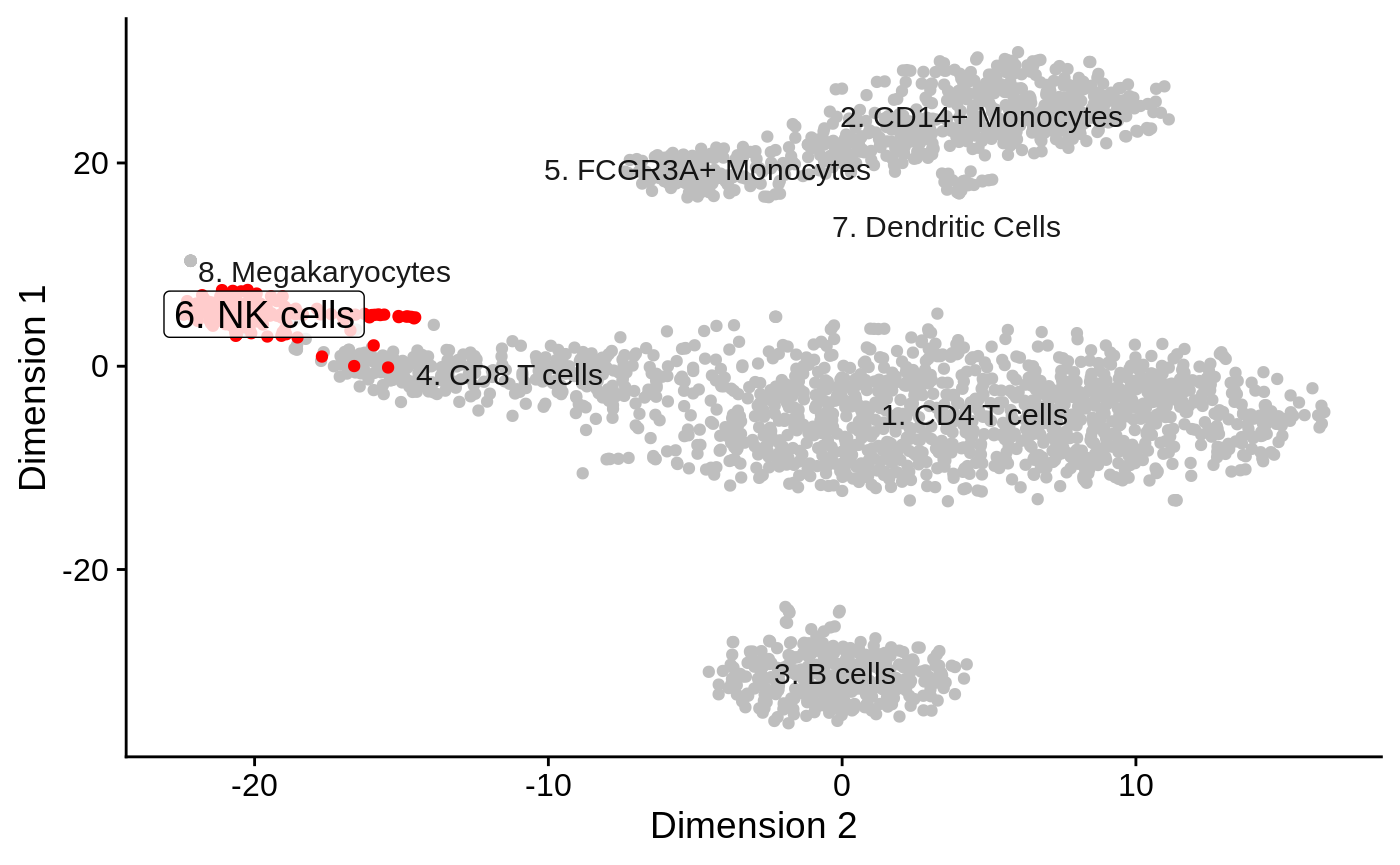 2. CD14+ Monocytes
5. FCGR3A+ Monocytes
7. Dendritic Cells
8. Megakaryocytes
6. NK cells
4. CD8 T cells
1. CD4 T cells
3. B cells
20
0
-20
Dimension 1
-20
-10
0
10
Dimension 2